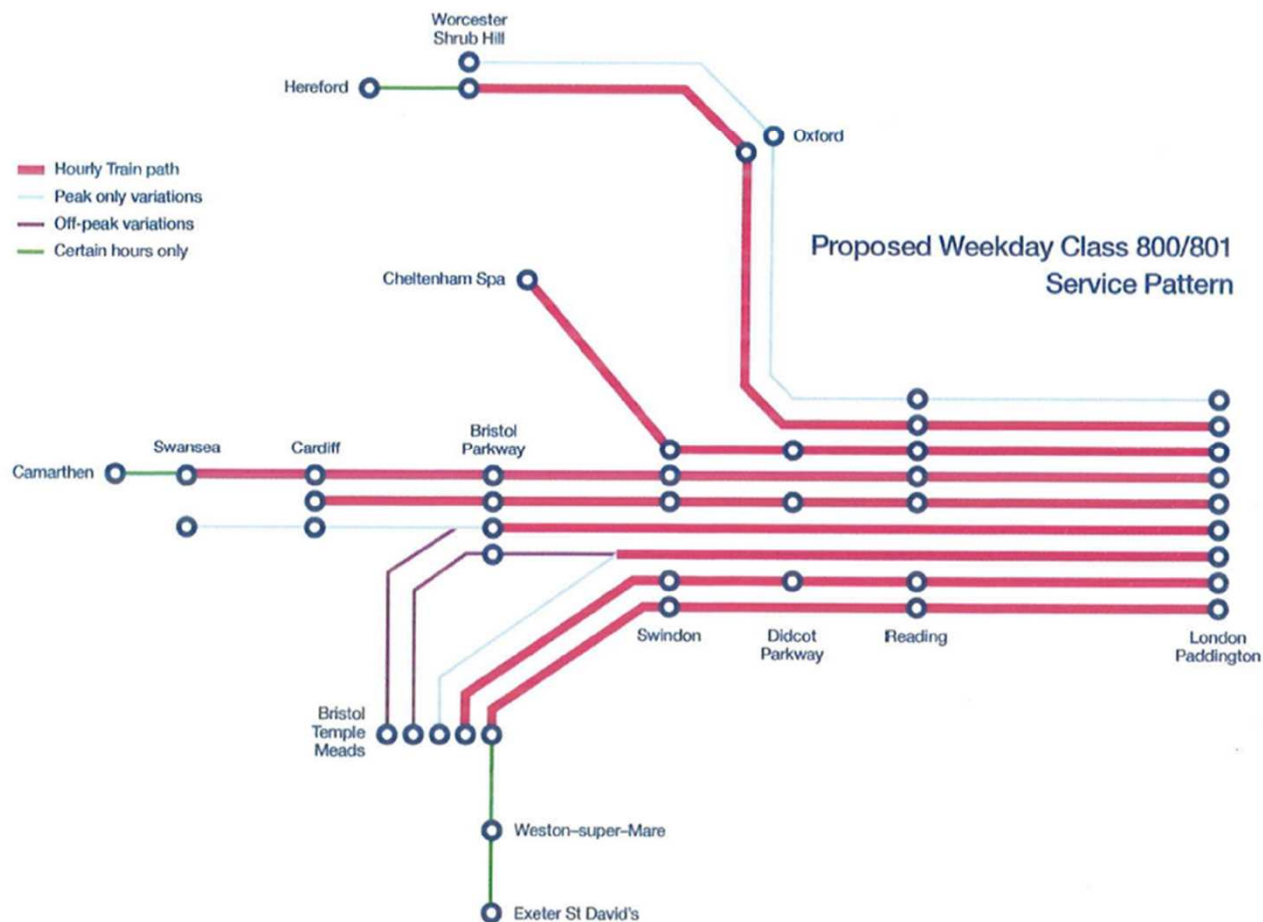 Worcester
Shrub Hill
Hereford
Oxford
Hourly Train path
Peak only variations
Off-peak variations
Certain hours only
Proposed Weekday Class 800/801
Service Pattern
Cheltenham Spa
Swansea
Cardiff
Bristol
Parkway
Camarthen
Swindon
Didcot
Parkway
Reading
London
Paddington
Bristol
Temple
Meads
Weston-super-Mare
Exeter St David's